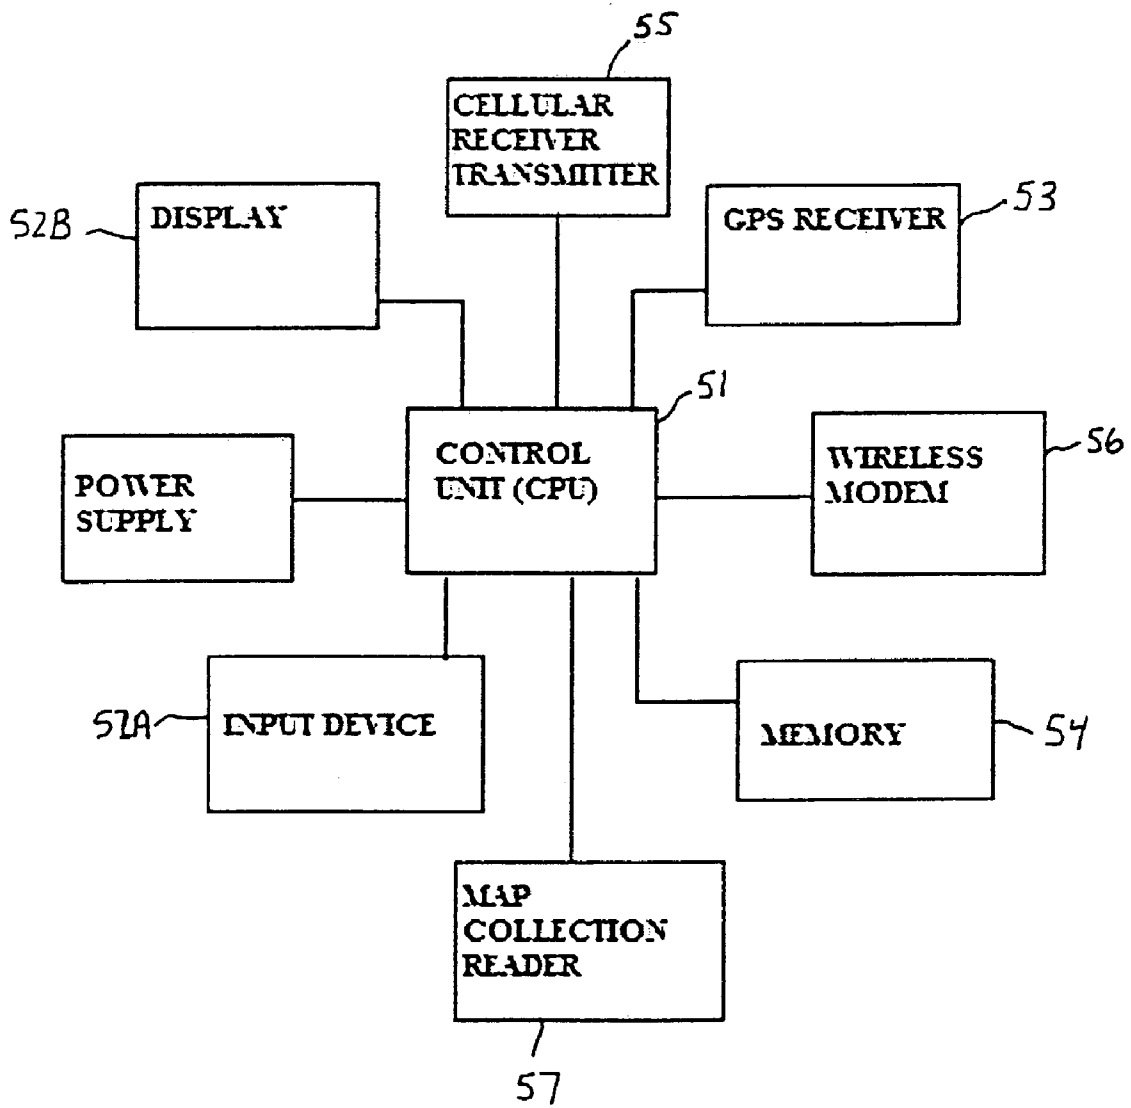 55
CELLULAR
RECEIVER
TRANSMITTER
52B
DISPLAY
GPS RECEIVER
53
51
CONTROL
UNIT (CPU)
POWER
SUPPLY
WIRELESS
MODEM
56
52A
INPUT DEVICE
MEMORY
54
MAP
COLLECTION
READER
57